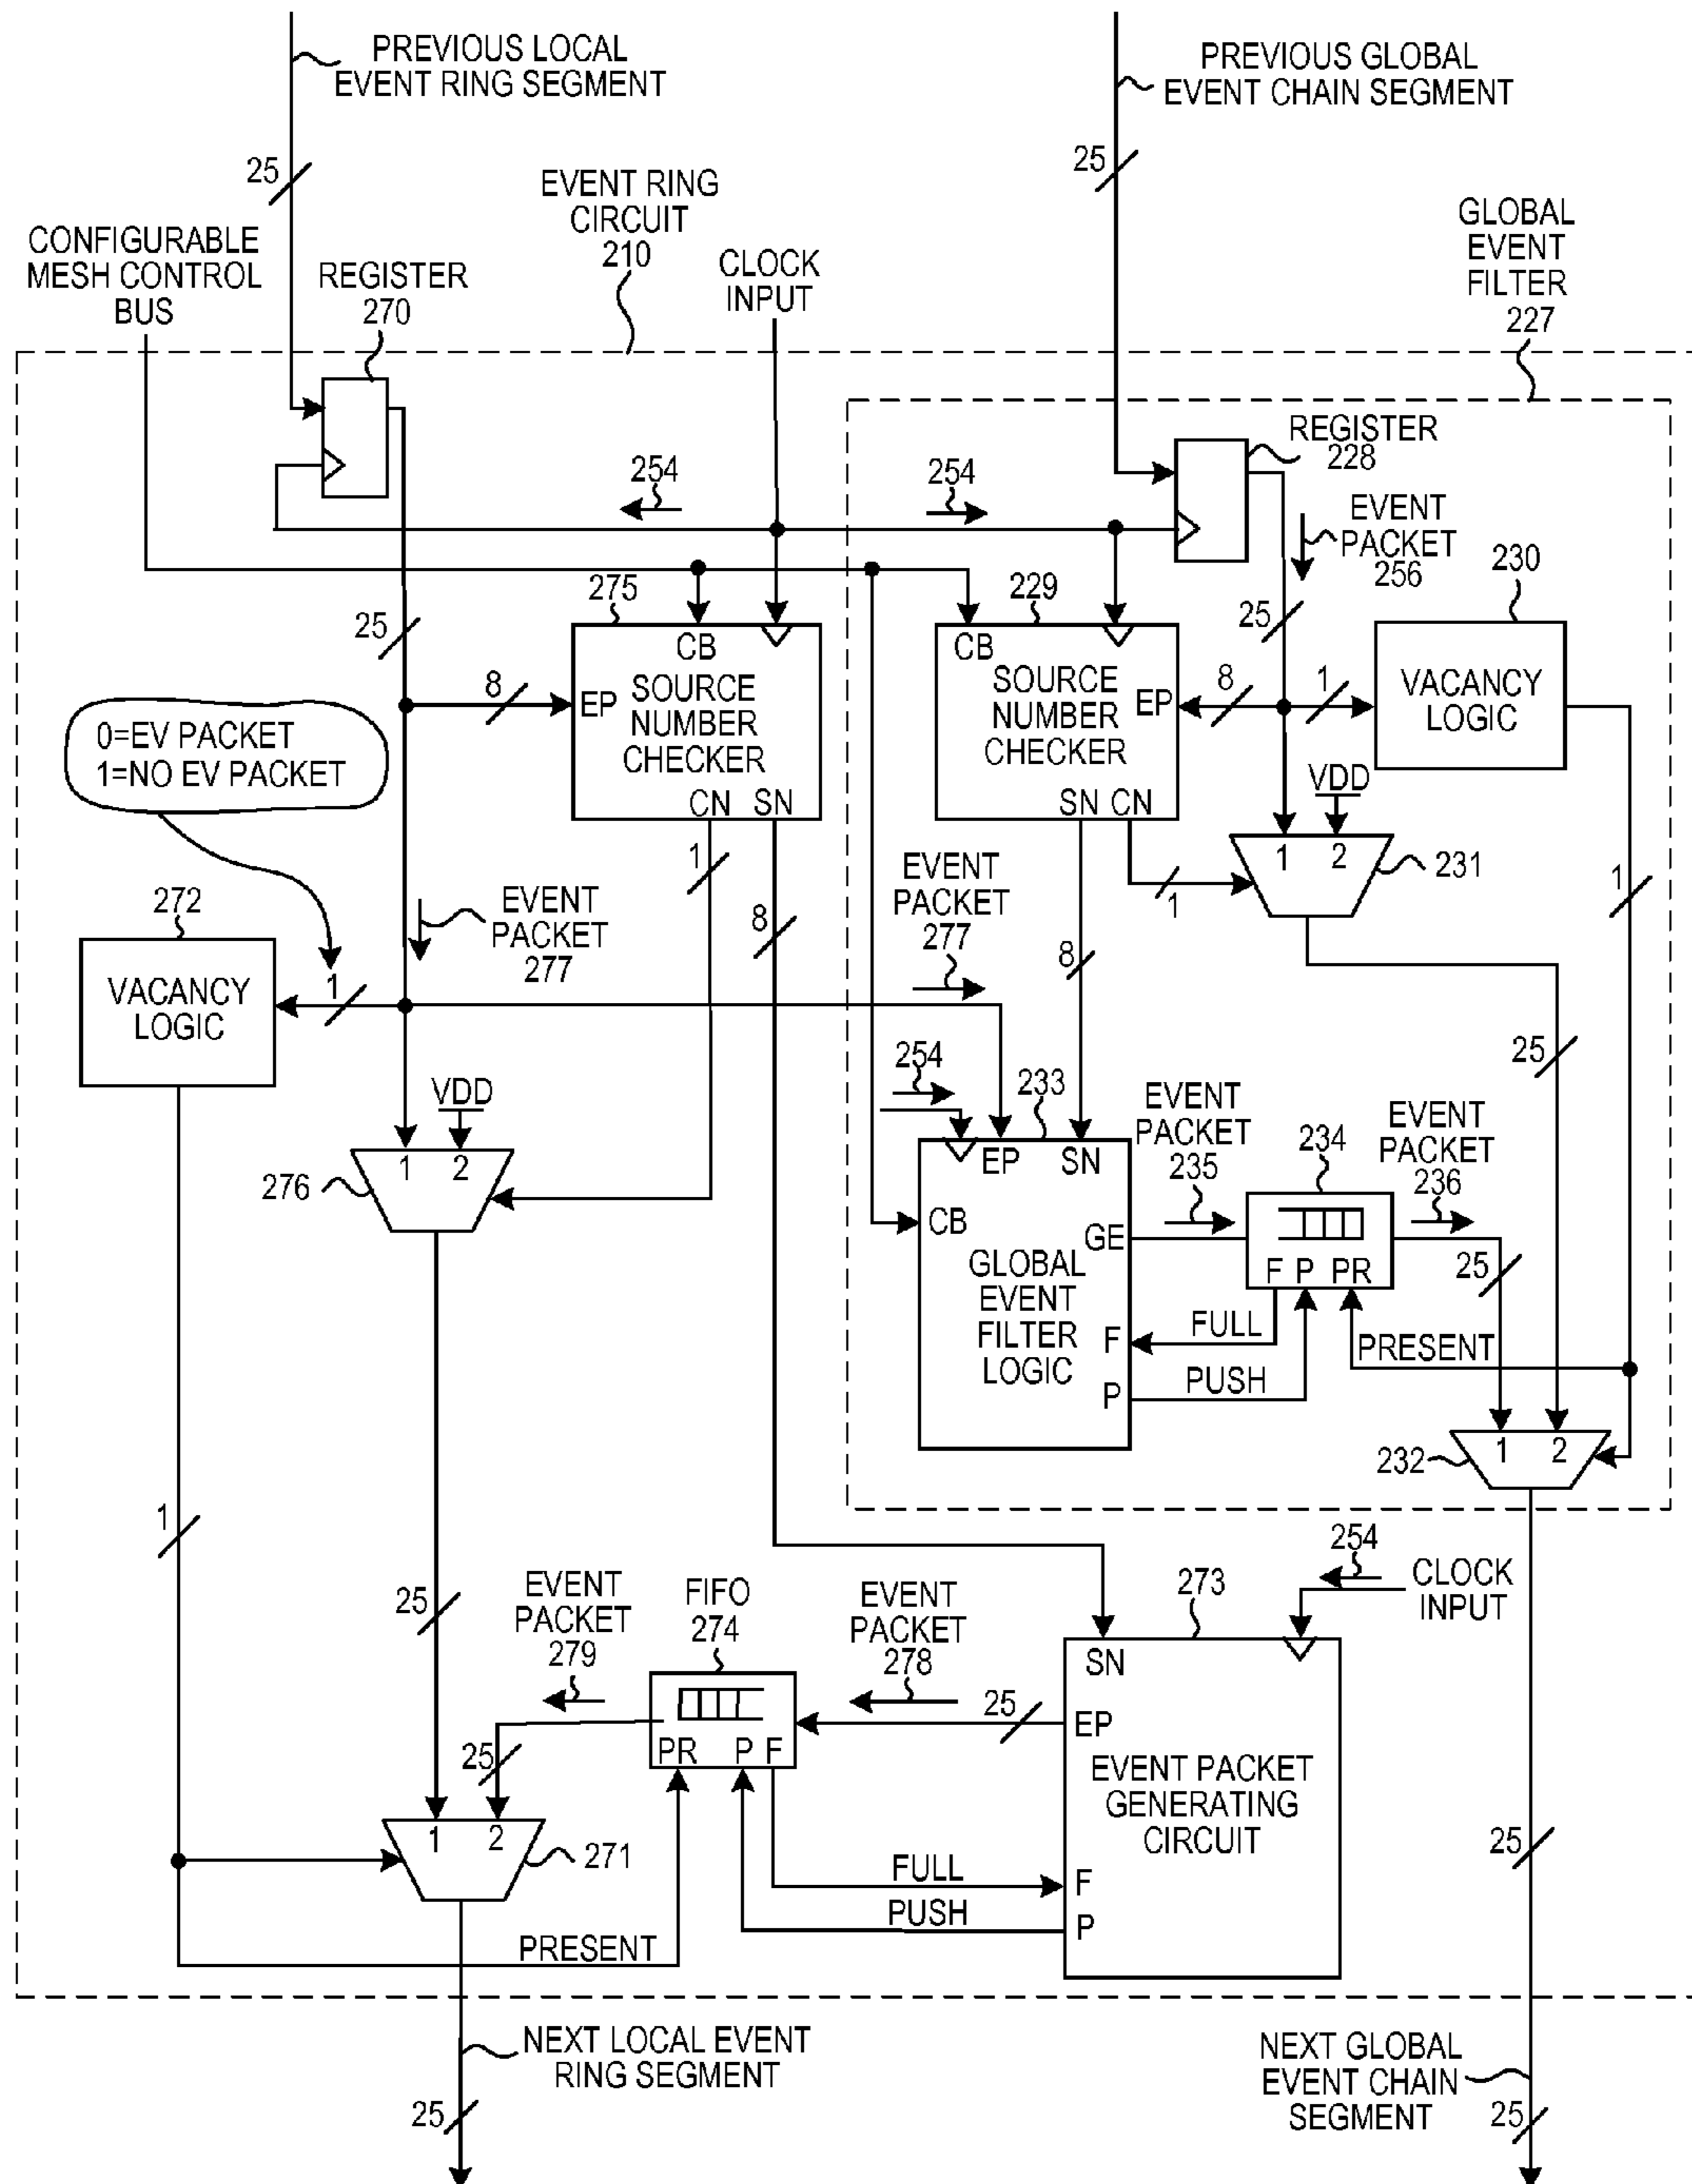 PREVIOUS LOCAL
EVENT RING SEGMENT
PREVIOUS GLOBAL
EVENT CHAIN SEGMENT
25
25
EVENT RING
CIRCUIT
210
GLOBAL
EVENT
FILTER
227
CONFIGURABLE
MESH CONTROL
BUS
REGISTER
270
CLOCK
INPUT
REGISTER
228
254
254
EVENT
PACKET
256
230
275
229
25
25
CB
SOURCE
NUMBER
CHECKER
EP
CN SN
8
CB
SOURCE
NUMBER
CHECKER
EP
SN CN
8
1
VACANCY
LOGIC
0=EV PACKET
1=NO EV PACKET
VDD
1 2
231
1
1
1
8
EVENT
PACKET
277
EVENT
PACKET
277
8
272
VACANCY
LOGIC
1
25
VDD
1 2
276
254
233
EP SN
CB
GE
GLOBAL
EVENT
FILTER
LOGIC
F
P
EVENT
PACKET
235
234
F P PR
EVENT
PACKET
236
25
FULL
PUSH
PRESENT
1 2
232
1
25
EVENT
PACKET
279
FIFO
274
EVENT
PACKET
278
273
254
CLOCK
INPUT
SN
EP
25
EVENT PACKET
GENERATING
CIRCUIT
F
P
PR P F
25
1 2
271
FULL
PUSH
PRESENT
25
NEXT LOCAL EVENT
RING SEGMENT
25
NEXT GLOBAL
EVENT CHAIN
SEGMENT
25